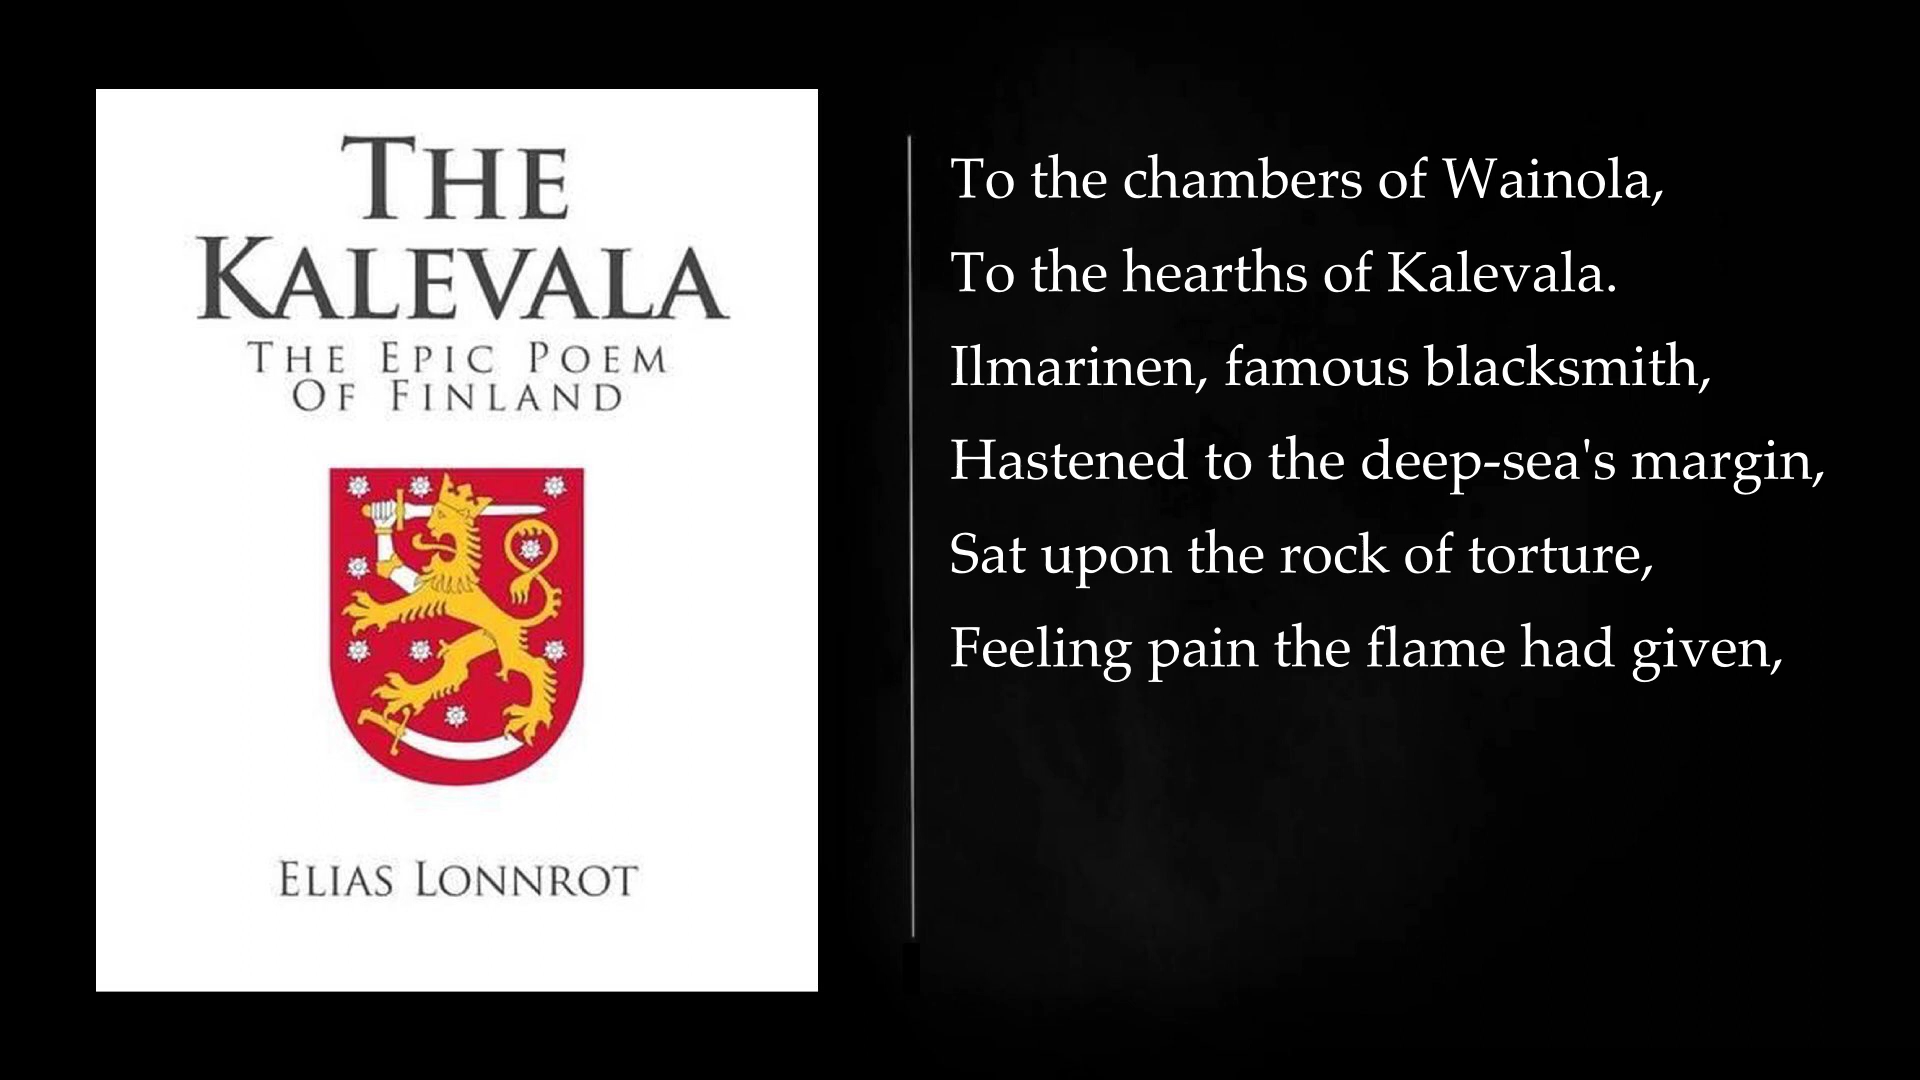 THE
KALEVALA
THE EPIC POEM
OF FINLAND
ELIAS LONNROT
To the chambers of Wainola,
To the hearths of Kalevala.
Ilmarinen, famous blacksmith,
Hastened to the deep-sea's margin,
Sat upon the rock of torture,
Feeling pain the flame had given,